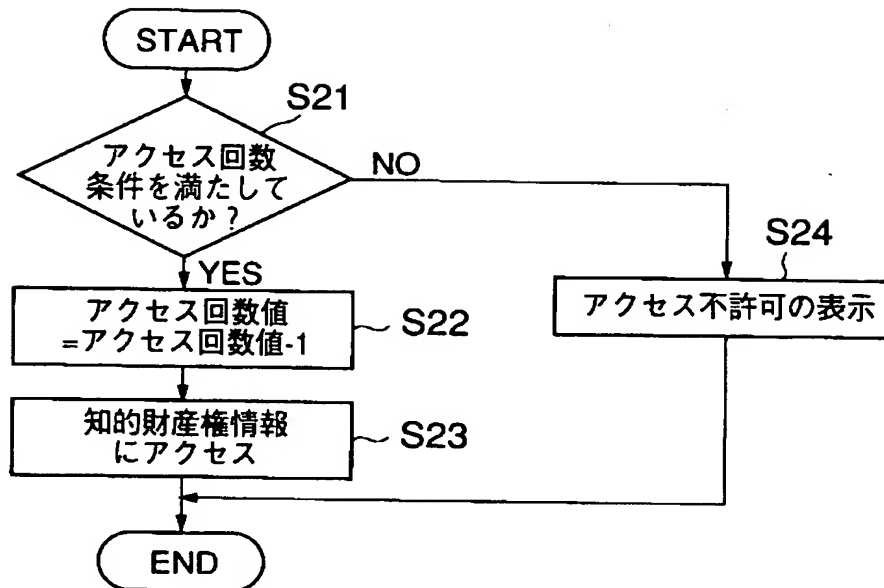 START
S21
アクセス回数
条件を満たして
いるか?
NO
YES
S24
アクセス不許可の表示
アクセス回数値
=アクセス回数値-1
S22
知的財産権情報
にアクセス
S23
END